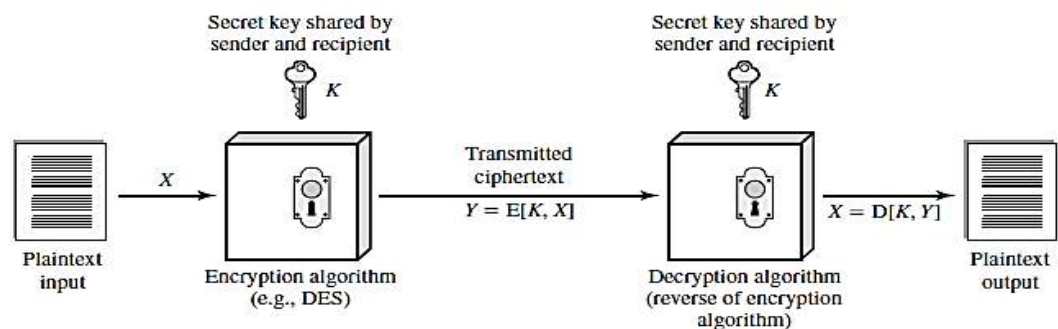 Secret key shared by
sender and recipient
K
Secret key shared by
sender and recipient
K
X
Transmitted
ciphertext
Y = E[K, X]
X = D[K, Y]
Plaintext
input
Encryption algorithm
(e.g., DES)
Decryption algorithm
(reverse of encryption
algorithm)
Plaintext
output